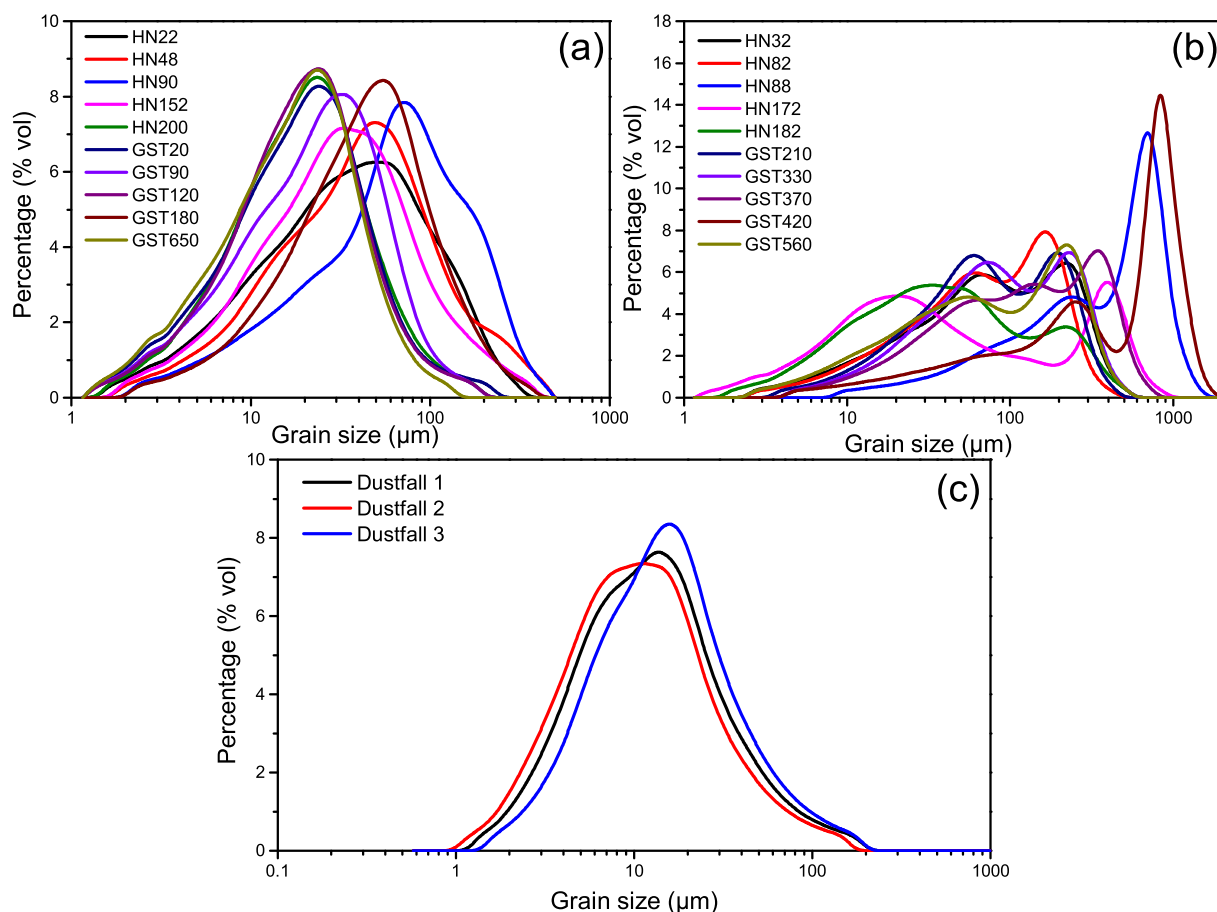 (a)
HN22
HN48
HN90
HN152
HN200
GST20
GST90
GST120
GST180
GST650
10
8
6
4
2
0
Percentage (% vol)
1
10
100
1000
Grain size (µm)
(b)
HN32
HN82
HN88
HN172
HN182
GST210
GST330
GST370
GST420
GST560
18
16
14
12
10
8
6
4
2
0
Percentage (% vol)
1
10
100
1000
Grain size (µm)
(c)
Dustfall 1
Dustfall 2
Dustfall 3
10
8
6
4
2
0
Percentage (% vol)
0.1
1
10
100
1000
Grain size (µm)